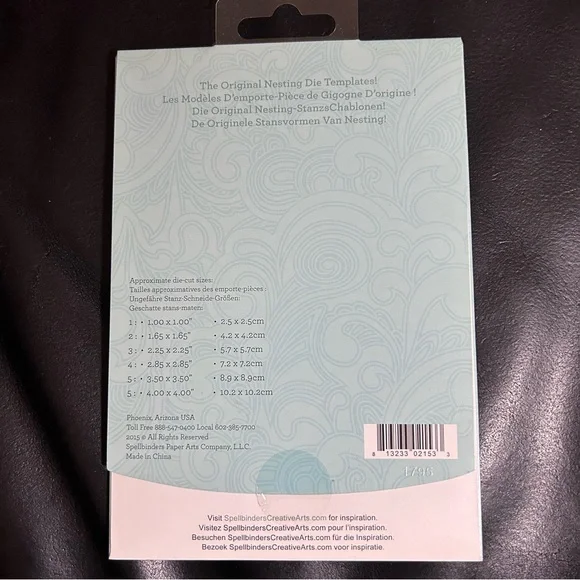 The Original Nesting Die Templates!
Les Modèles D'emporte-Pièce de Gigogne D'origine !
Die Original Nesting-StanzsChablonen!
De Originele Stansvormen Van Nesting!
Approximate die-cut sizes:
Tailles approximatives des emporte-pièces :
Ungefähre Stanz-Schneide-Größen:
Geschatte stans-maten:
1 : • 1.00 x 1.00" • 2.5 x 2.5cm
2 : • 1.65 x 1.65" • 4.2 x 4.2cm
3 : • 2.25 x 2.25" • 5.7 x 5.7cm
4 : • 2.85 x 2.85" • 7.2 x 7.2cm
5 : • 3.50 x 3.50" • 8.9 x 8.9cm
5 : • 4.00 x 4.00" • 10.2 x 10.2cm
Phoenix, Arizona USA
Toll Free 888-547-0400 Local 602-385-7700
2015 © All Rights Reserved
Spellbinders Paper Arts Company, L.L.C.
Made in China
8 13233 02153 3
Visit SpellbindersCreativeArts.com for inspiration.
Visitez SpellbindersCreativeArts.com pour l'inspiration.
Besuchen SpellbindersCreativeArts.com für die Inspiration.
Bezoek SpellbindersCreativeArts.com voor inspiratie.